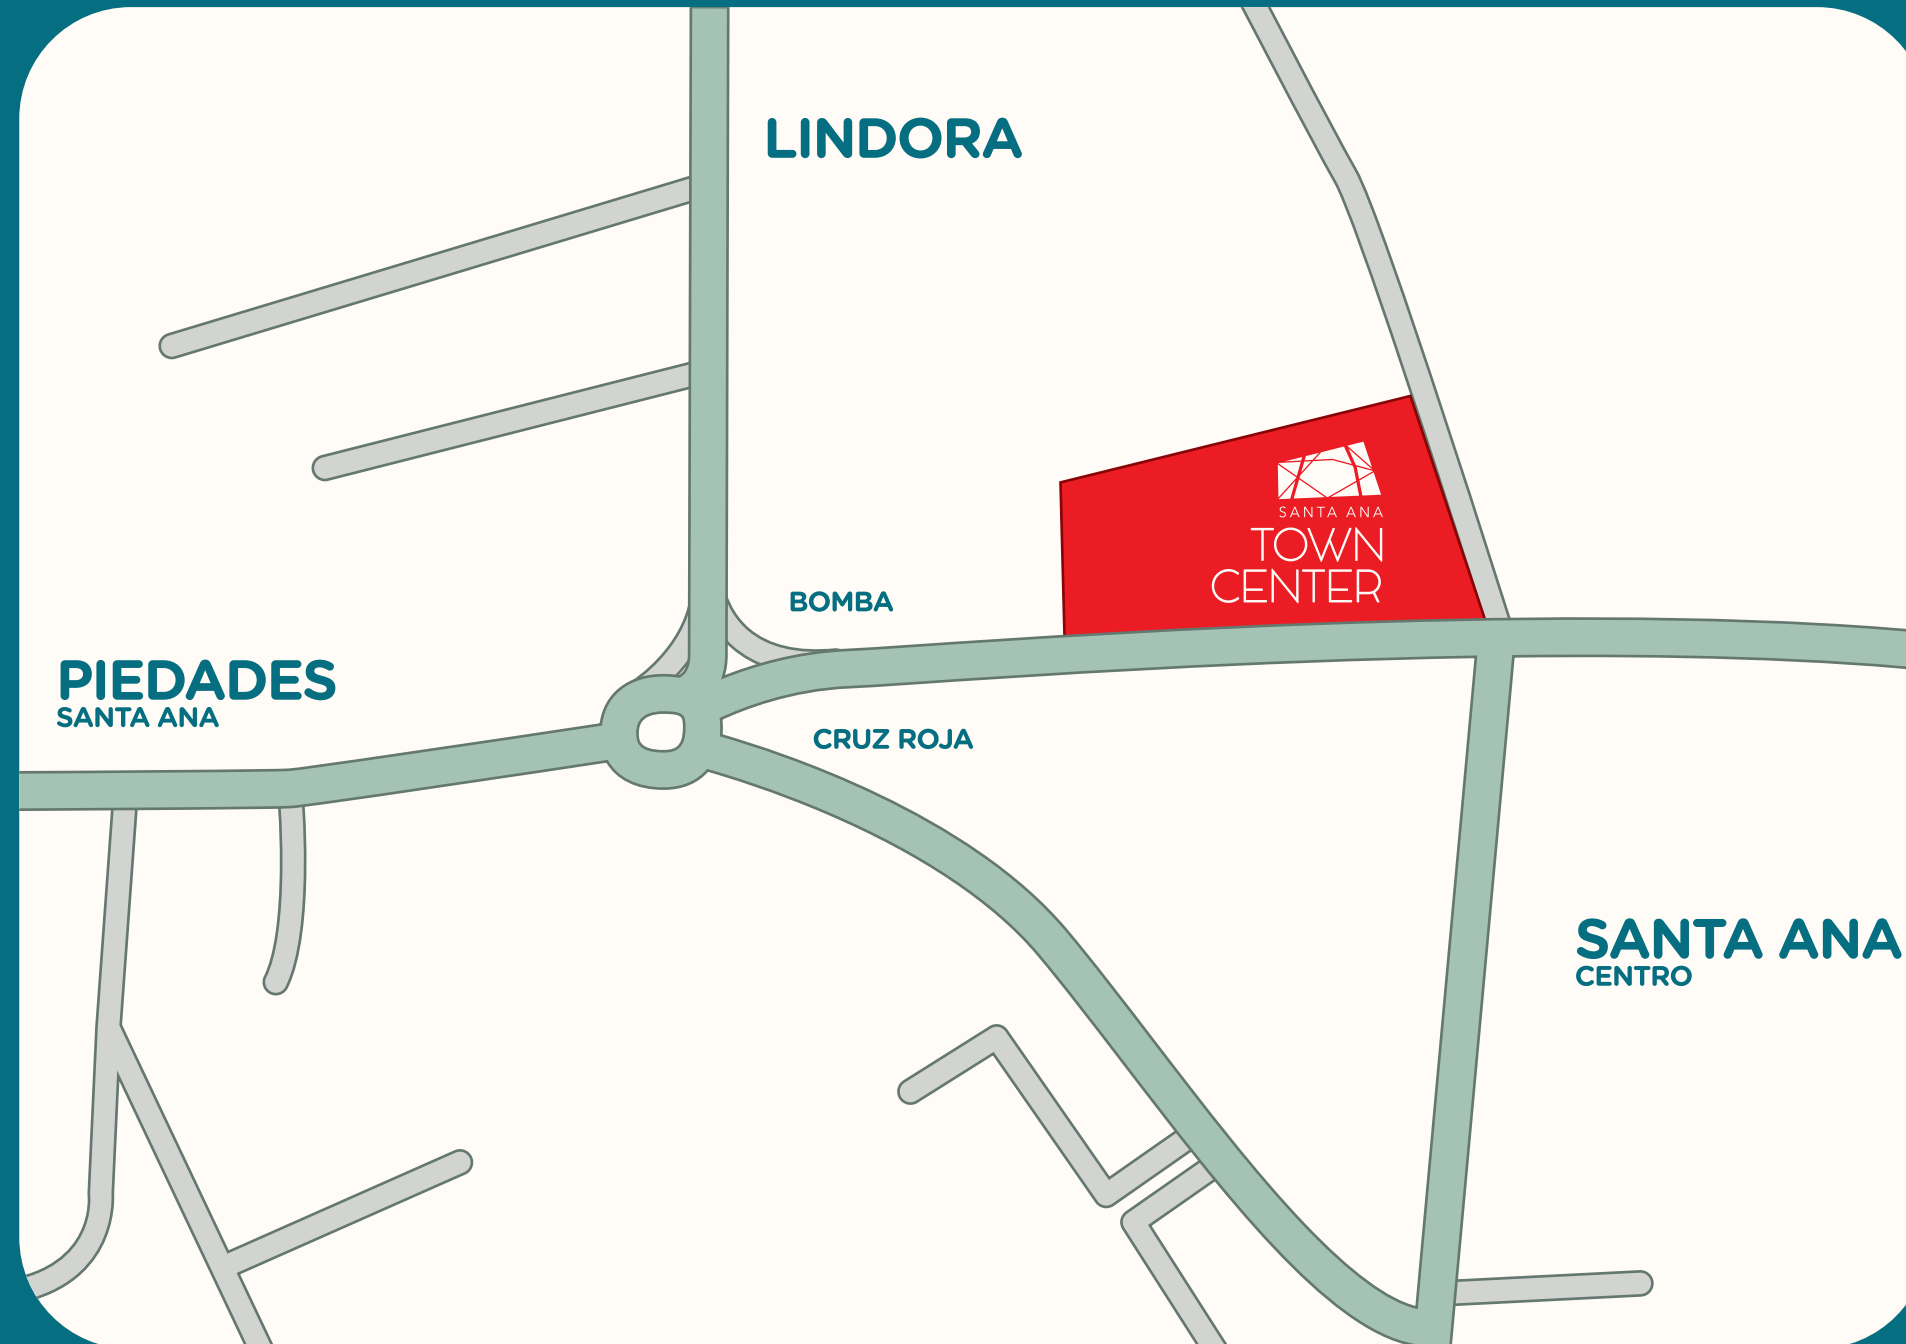 LINDORA
SANTA ANA
TOWN
CENTER
BOMBA
PIEDADES
SANTA ANA
CRUZ ROJA
SANTA ANA
CENTRO